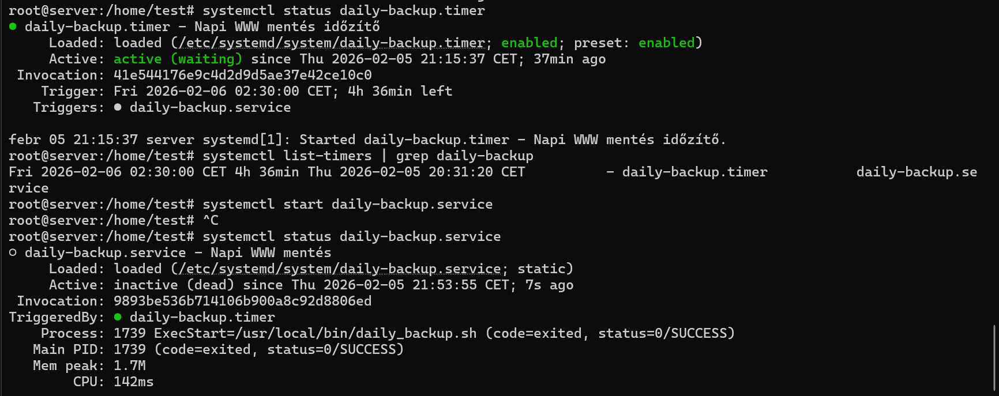 root@server:/home/test# systemctl status daily-backup.timer
● daily-backup.timer - Napi WWW mentés időzítő
Loaded: loaded (/etc/systemd/system/daily-backup.timer; enabled; preset: enabled)
Active: active (waiting) since Thu 2026-02-05 21:15:37 CET; 37min ago
Invocation: 41e544176e9c4d2d9d5ae37e42ce10c0
Trigger: Fri 2026-02-06 02:30:00 CET; 4h 36min left
Triggers: ● daily-backup.service
febr 05 21:15:37 server systemd[1]: Started daily-backup.timer - Napi WWW mentés időzítő.
root@server:/home/test# systemctl list-timers | grep daily-backup
Fri 2026-02-06 02:30:00 CET 4h 36min Thu 2026-02-05 20:31:20 CET          - daily-backup.timer           daily-backup.se
rvice
root@server:/home/test# systemctl start daily-backup.service
root@server:/home/test# ^C
root@server:/home/test# systemctl status daily-backup.service
○ daily-backup.service - Napi WWW mentés
Loaded: loaded (/etc/systemd/system/daily-backup.service; static)
Active: inactive (dead) since Thu 2026-02-05 21:53:55 CET; 7s ago
Invocation: 9893be536b714106b900a8c92d8806ed
TriggeredBy: ● daily-backup.timer
Process: 1739 ExecStart=/usr/local/bin/daily_backup.sh (code=exited, status=0/SUCCESS)
Main PID: 1739 (code=exited, status=0/SUCCESS)
Mem peak: 1.7M
CPU: 142ms